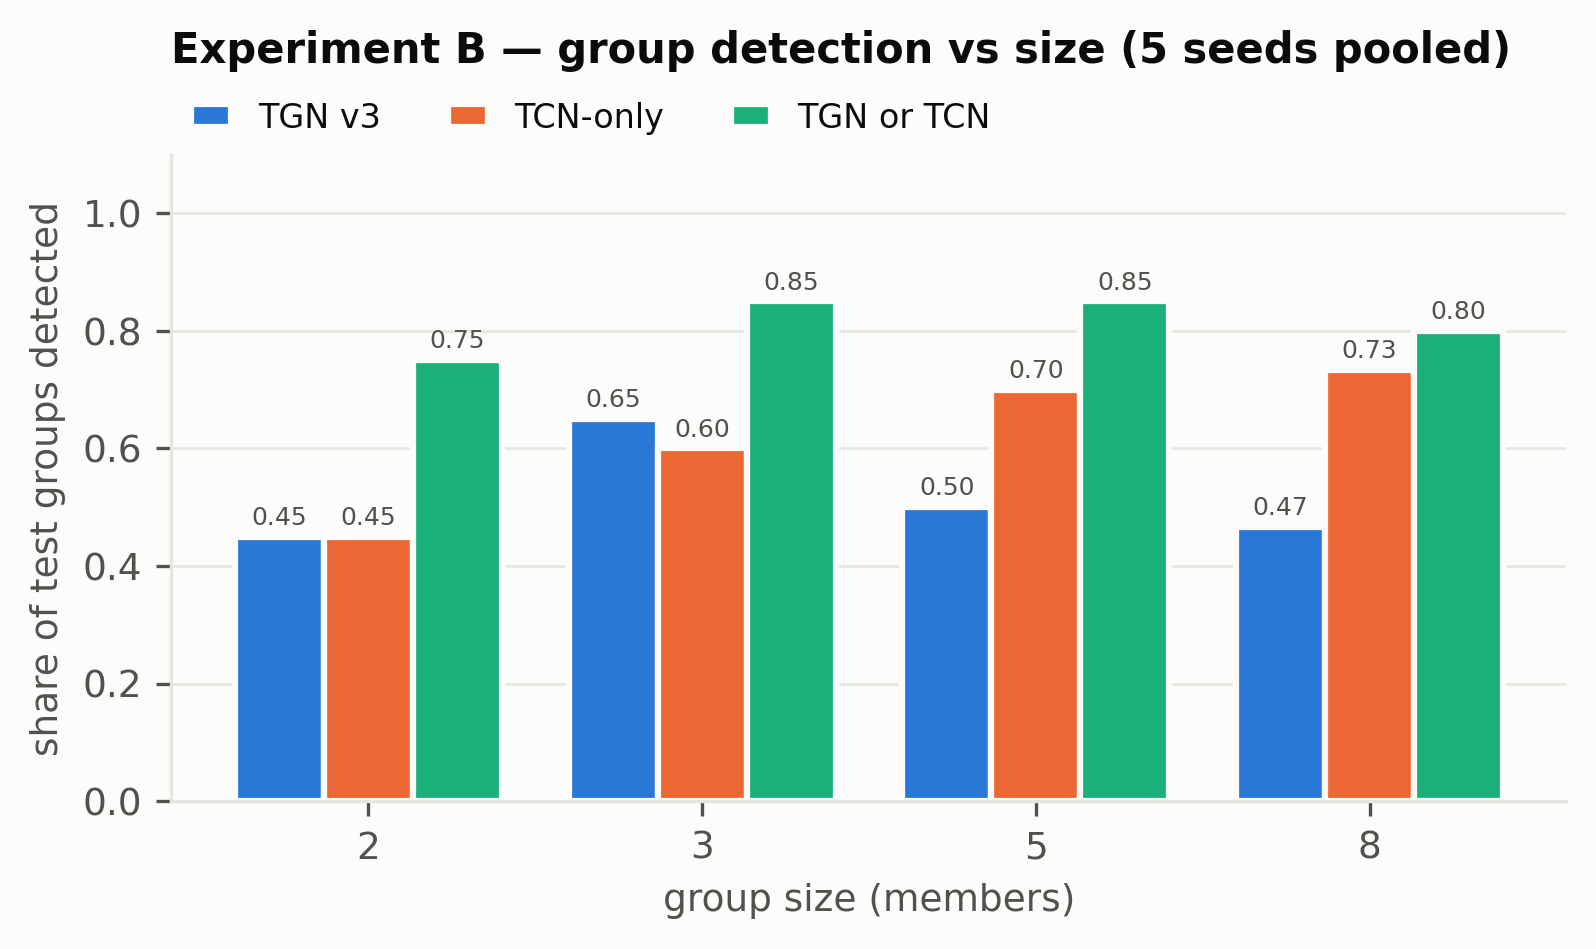 Experiment B — group detection vs size (5 seeds pooled)
TGN v3 TCN-only TGN or TCN
share of test groups detected
1.0
0.8
0.6
0.4
0.2
0.0
0.45 0.45 0.75
0.65 0.60 0.85
0.50 0.70 0.85
0.47 0.73 0.80
2 3 5 8
group size (members)